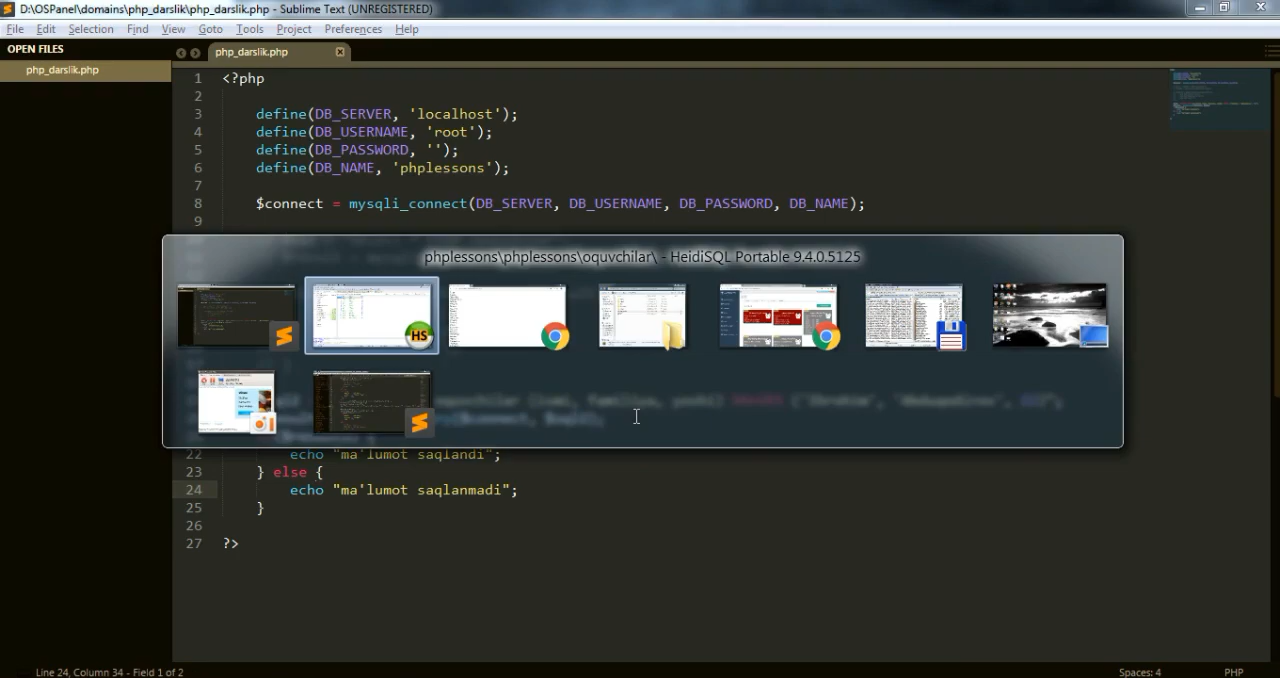 D:\OSPanel\domains\php_darslik\php_darslik.php - Sublime Text (UNREGISTERED)
File Edit Selection Find View Goto Tools Project Preferences Help
OPEN FILES
php_darslik.php
php_darslik.php
1 <?php
2
3 define(DB_SERVER, 'localhost');
4 define(DB_USERNAME, 'root');
5 define(DB_PASSWORD, '');
6 define(DB_NAME, 'phplessons');
7
8 $connect = mysqli_connect(DB_SERVER, DB_USERNAME, DB_PASSWORD, DB_NAME);
9
phplessons\phplessons\oquvchilar\ - HeidiSQL Portable 9.4.0.5125
HS
22 echo "ma'lumot saqlandi";
23 } else {
24 echo "ma'lumot saqlanmadi";
25 }
26
27 ?>
Line 24, Column 34 - Field 1 of 2
Spaces: 4
PHP